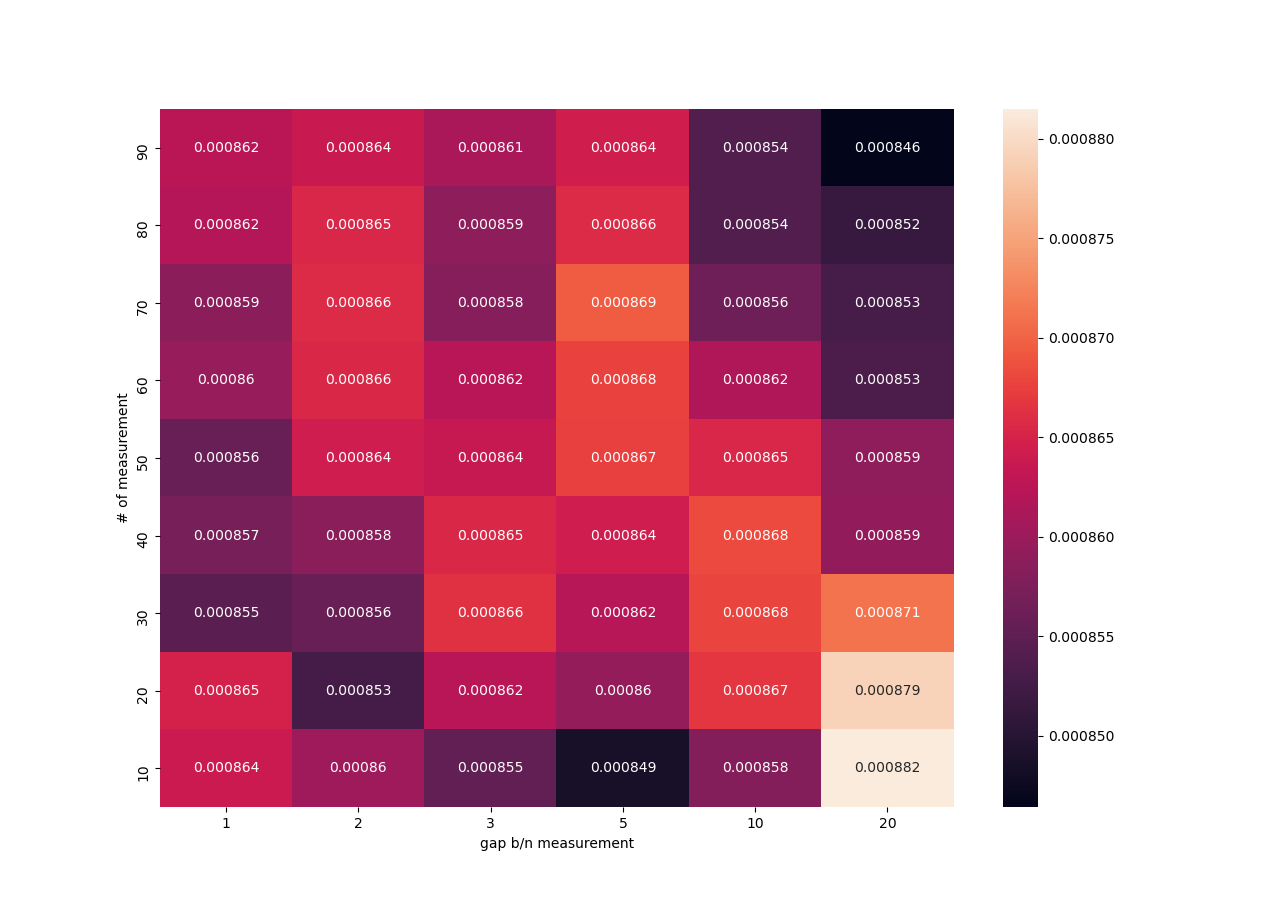 # of measurement
90 0.000862 0.000864 0.000861 0.000864 0.000854 0.000846
80 0.000862 0.000865 0.000859 0.000866 0.000854 0.000852
70 0.000859 0.000866 0.000858 0.000869 0.000856 0.000853
60 0.00086 0.000866 0.000862 0.000868 0.000862 0.000853
50 0.000856 0.000864 0.000864 0.000867 0.000865 0.000859
40 0.000857 0.000858 0.000865 0.000864 0.000868 0.000859
30 0.000855 0.000856 0.000866 0.000862 0.000868 0.000871
20 0.000865 0.000853 0.000862 0.00086 0.000867 0.000879
10 0.000864 0.00086 0.000855 0.000849 0.000858 0.000882
1 2 3 5 10 20
gap b/n measurement
0.000880
0.000875
0.000870
0.000865
0.000860
0.000855
0.000850